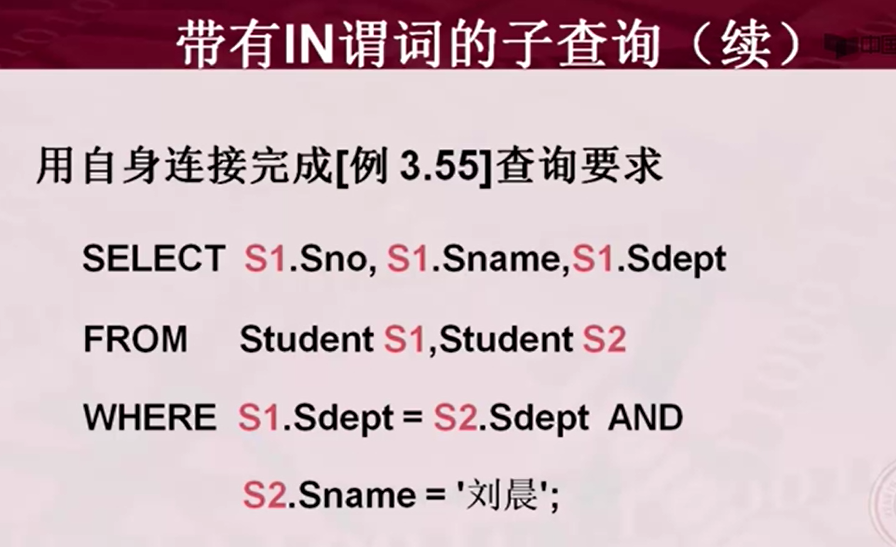 带有IN谓词的子查询（续）
用自身连接完成[例 3.55]查询要求
SELECT S1.Sno, S1.Sname,S1.Sdept
FROM Student S1,Student S2
WHERE S1.Sdept = S2.Sdept AND
S2.Sname = '刘晨';